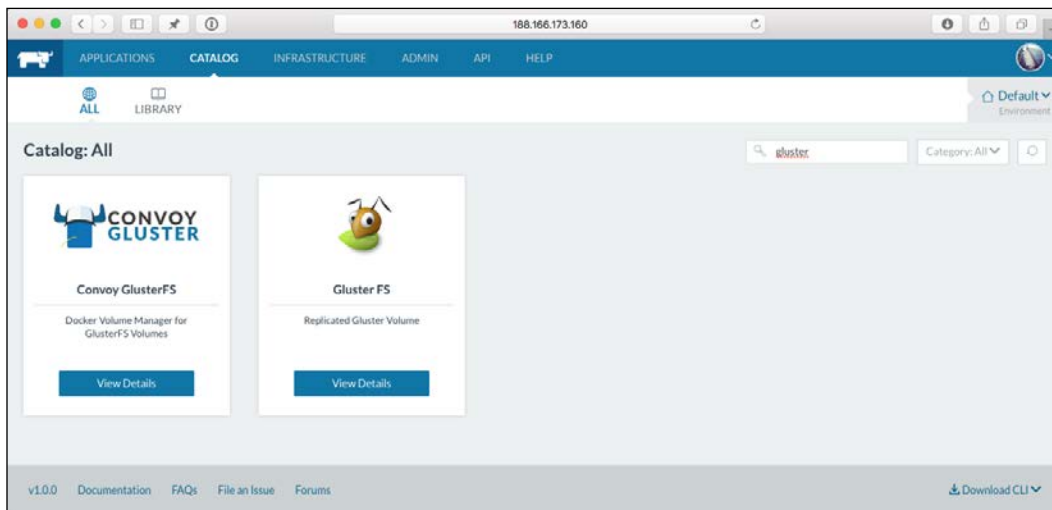 188.166.173.160
APPLICATIONS CATALOG INFRASTRUCTURE ADMIN API HELP
ALL LIBRARY
Default
Environment
Catalog: All
gluster
Category: All
CONVOY
GLUSTER
Convoy GlusterFS
Docker Volume Manager for
GlusterFS Volumes
View Details
Gluster FS
Replicated Gluster Volume
View Details
v1.0.0 Documentation FAQs File an Issue Forums
Download CLI